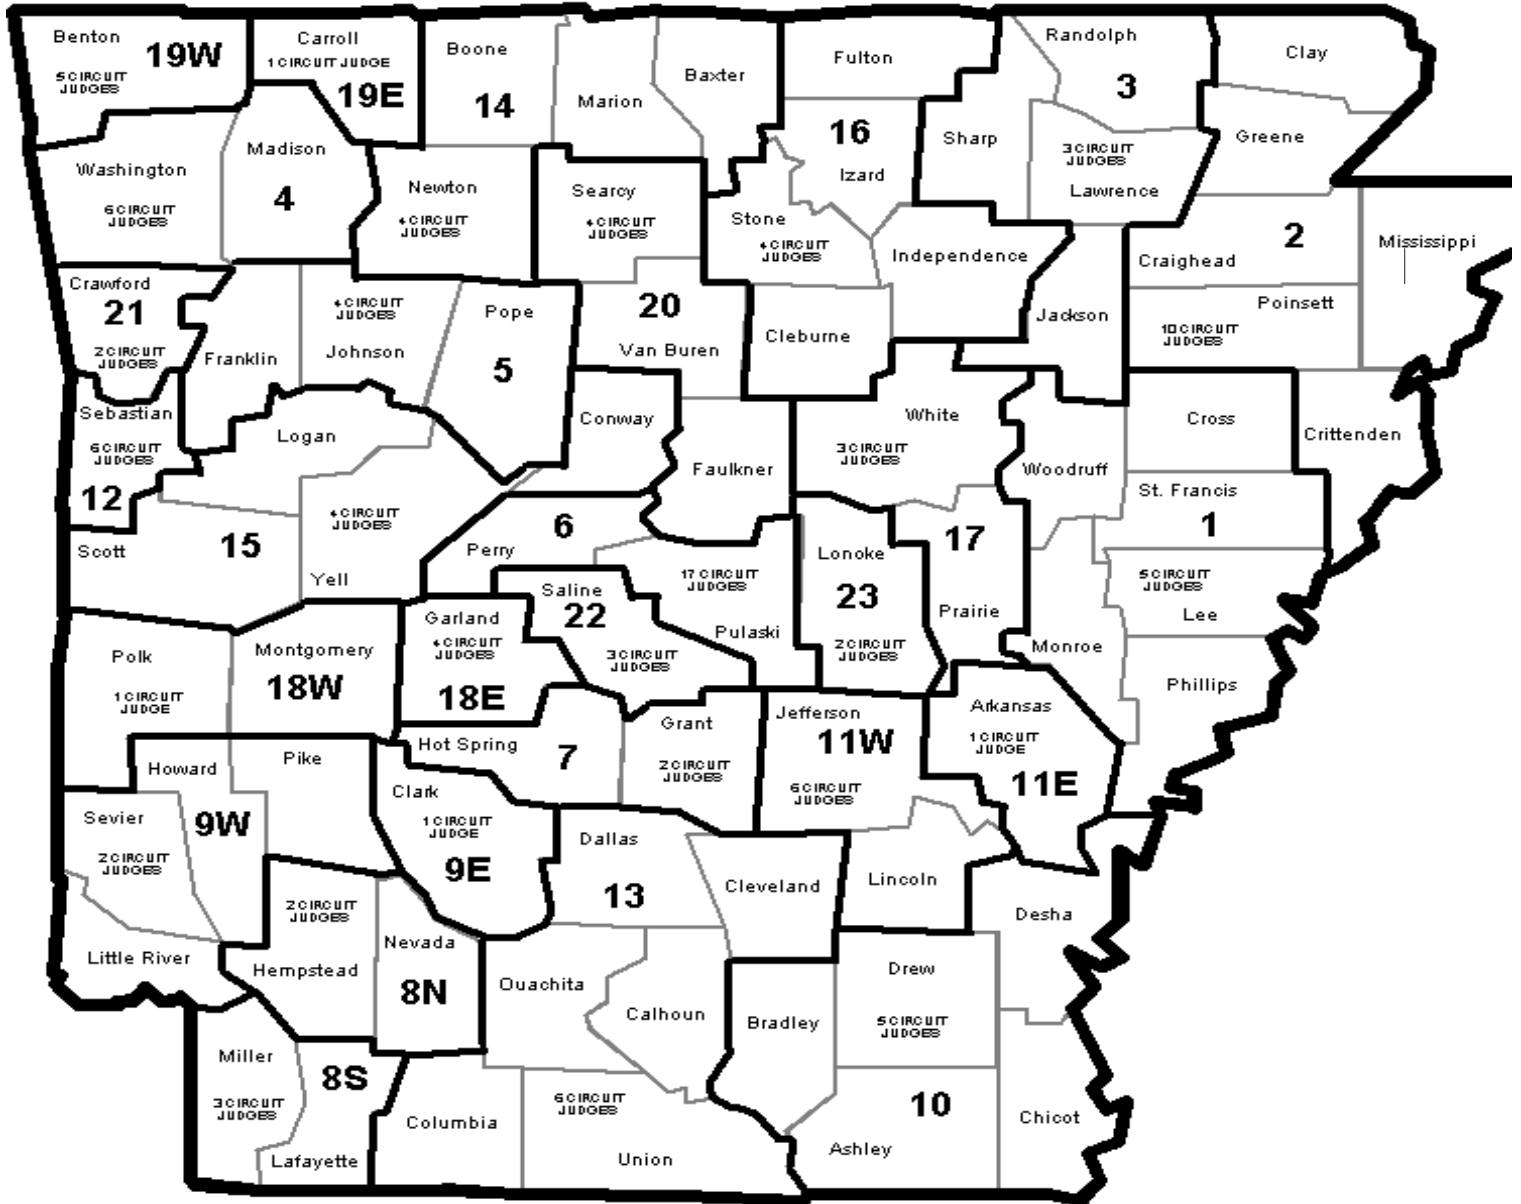 Benton
19W
5 CIRCUIT
JUDGES
Carroll
1 CIRCUIT JUDGE
19E
Boone
14
Marion
Baxter
Fulton
16
Izard
Sharp
Randolph
3
3 CIRCUIT
JUDGES
Lawrence
Clay
Greene
Washington
6 CIRCUIT
JUDGES
Madison
4
Newton
4 CIRCUIT
JUDGES
Searcy
4 CIRCUIT
JUDGES
Stone
4 CIRCUIT
JUDGES
Independence
Jackson
2
Craighead
Mississippi
Poinsett
10 CIRCUIT
JUDGES
Crawford
21
2 CIRCUIT
JUDGES
Franklin
4 CIRCUIT
JUDGES
Johnson
Pope
5
20
Van Buren
Cleburne
Sebastian
6 CIRCUIT
JUDGES
12
Logan
Conway
Faulkner
White
3 CIRCUIT
JUDGES
Woodruff
Cross
Crittenden
St. Francis
1
5 CIRCUIT
JUDGES
Lee
Scott
15
4 CIRCUIT
JUDGES
Yell
6
Perry
17 CIRCUIT
JUDGES
Pulaski
Saline
22
3 CIRCUIT
JUDGES
Lonoke
23
2 CIRCUIT
JUDGES
17
Prairie
Monroe
Phillips
Polk
1 CIRCUIT
JUDGE
Montgomery
18W
Garland
4 CIRCUIT
JUDGES
18E
Hot Spring
7
Grant
2 CIRCUIT
JUDGES
Jefferson
11W
6 CIRCUIT
JUDGES
Arkansas
1 CIRCUIT
JUDGE
11E
Howard
Pike
Sevier
9W
2 CIRCUIT
JUDGES
Clark
1 CIRCUIT
JUDGE
9E
Dallas
13
Cleveland
Lincoln
Desha
Little River
2 CIRCUIT
JUDGES
Hempstead
Nevada
8N
Ouachita
Calhoun
Bradley
Drew
5 CIRCUIT
JUDGES
Miller
3 CIRCUIT
JUDGES
8S
Lafayette
Columbia
6 CIRCUIT
JUDGES
Union
10
Ashley
Chicot